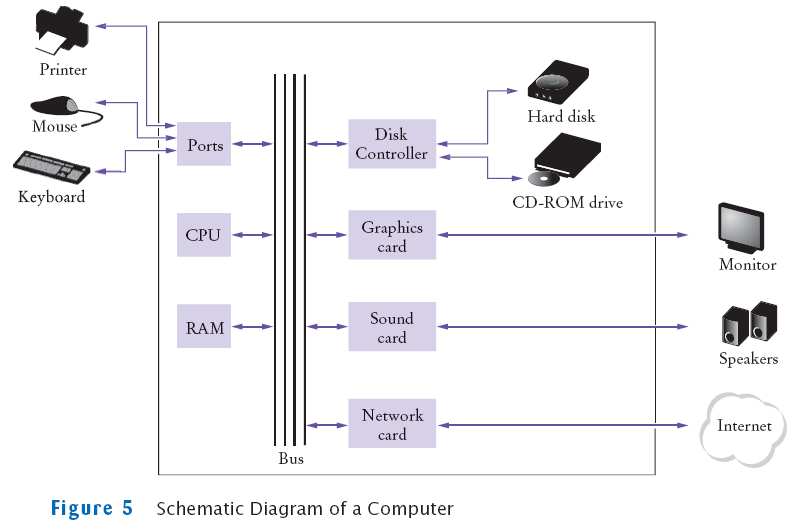 Printer
Mouse
Keyboard
Ports
CPU
RAM
Bus
Disk
Controller
Graphics
card
Sound
card
Network
card
Hard disk
CD-ROM drive
Monitor
Speakers
Internet
Figure 5 Schematic Diagram of a Computer